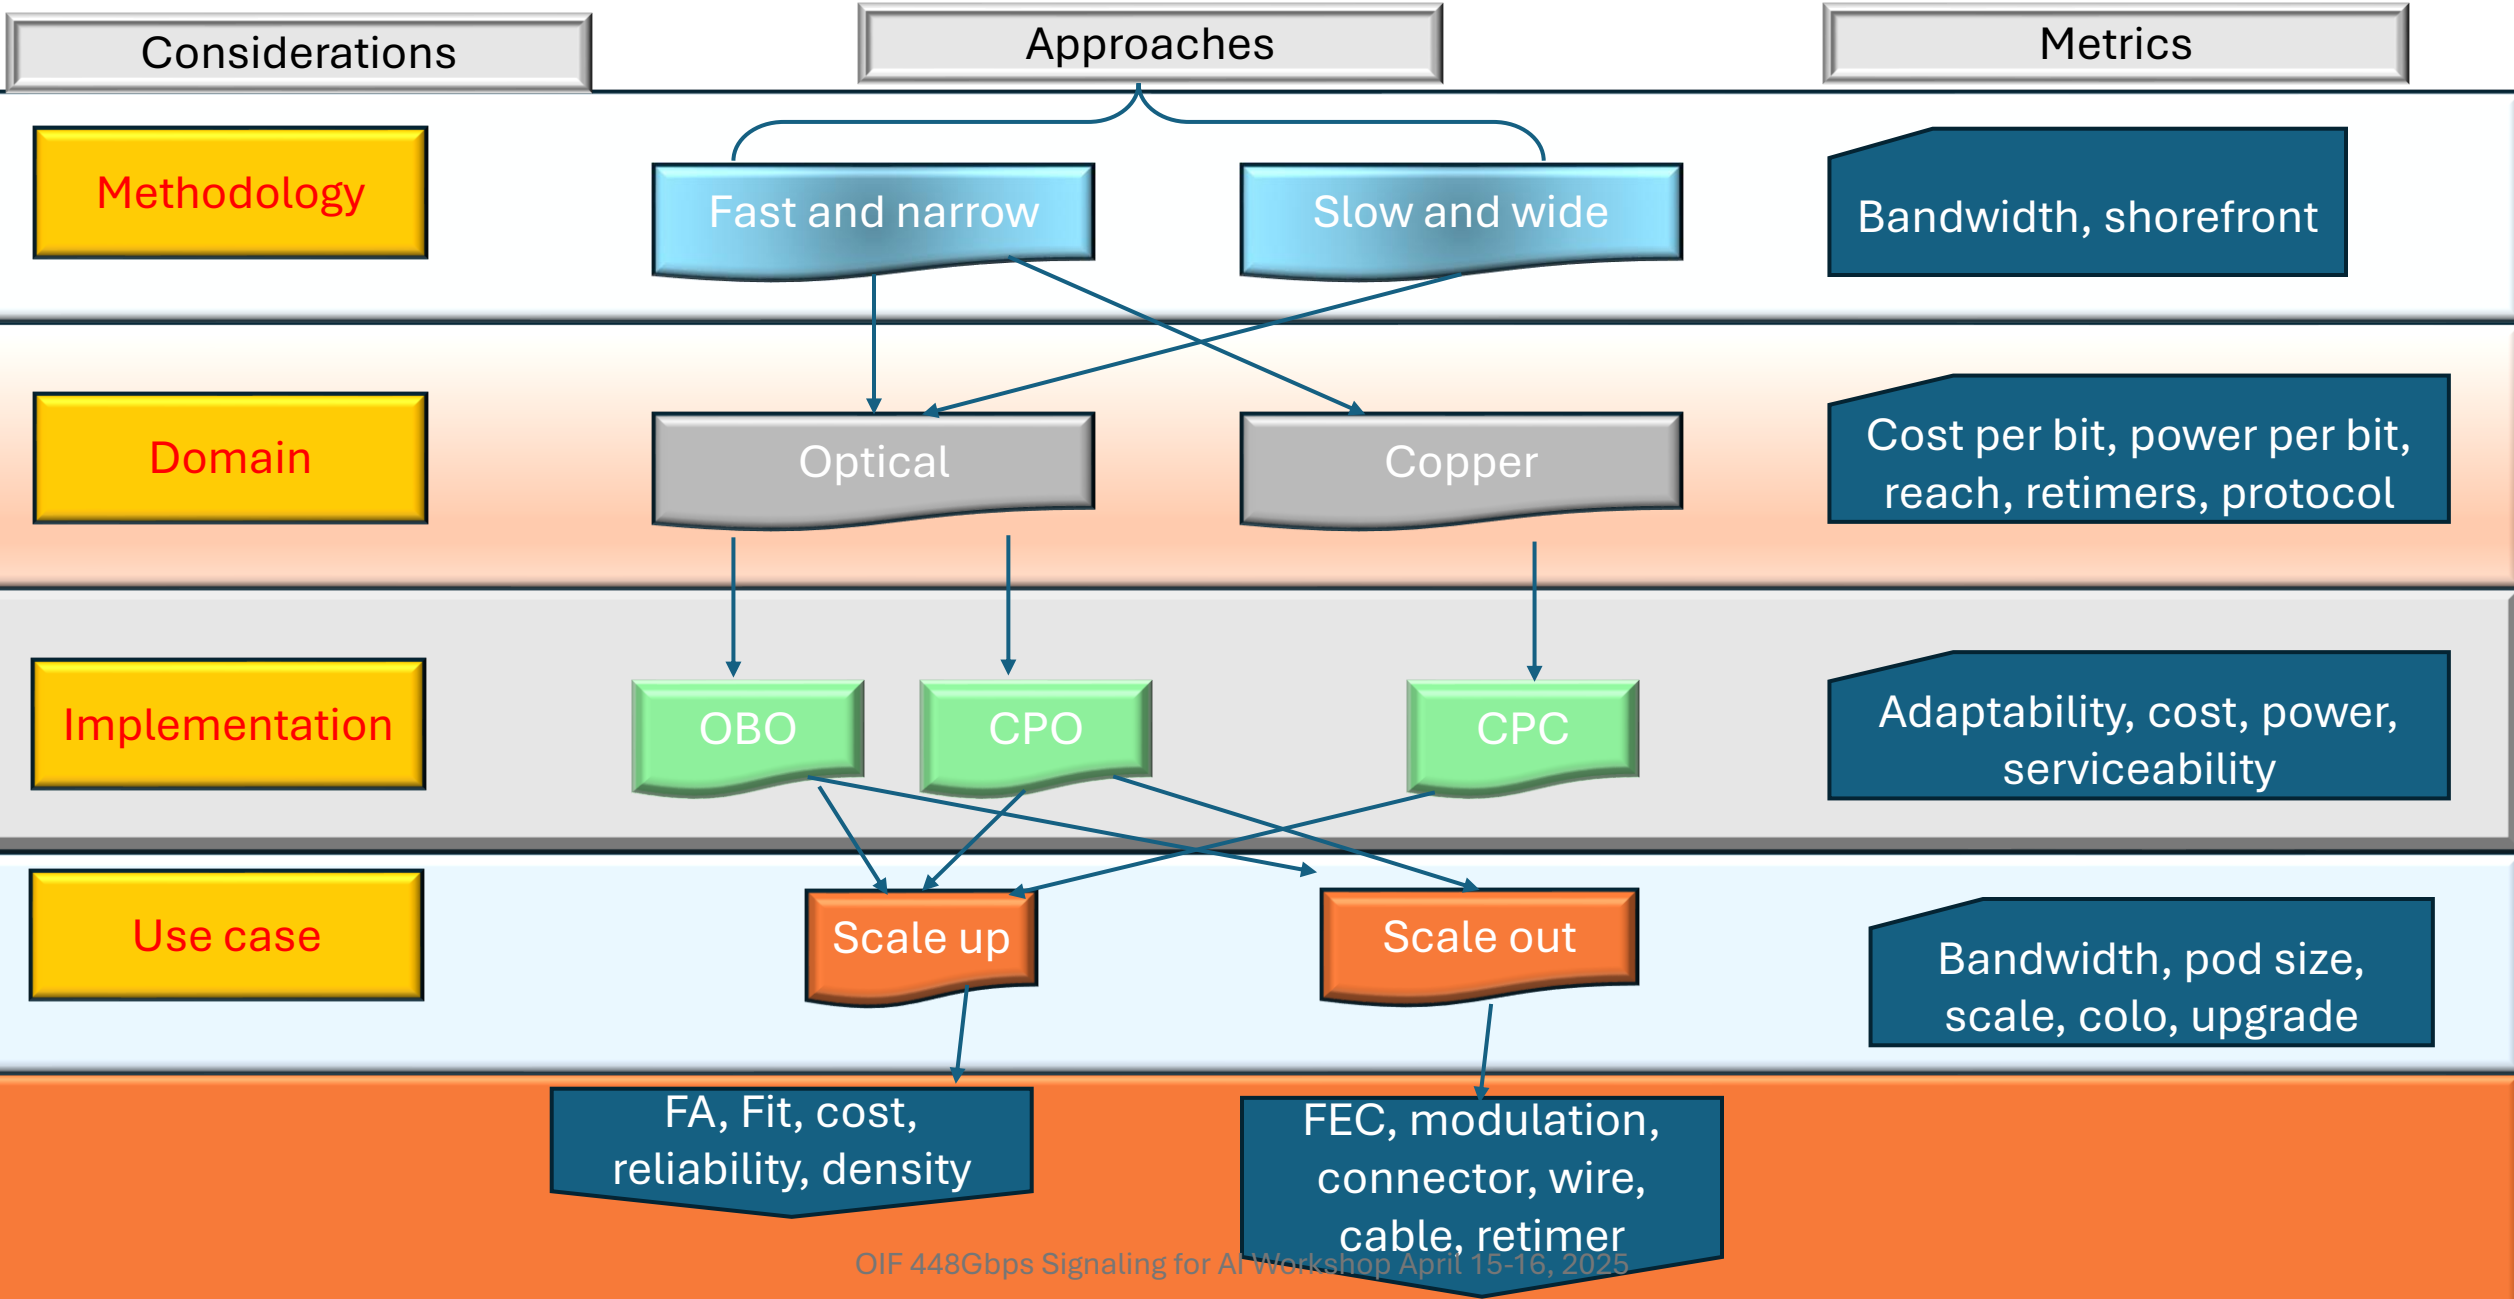 Considerations
Approaches
Metrics
Methodology
Fast and narrow
Slow and wide
Bandwidth, shorefront
Domain
Optical
Copper
Cost per bit, power per bit,
reach, retimers, protocol
Implementation
OBO
CPO
CPC
Adaptability, cost, power,
serviceability
Use case
Scale up
Scale out
Bandwidth, pod size,
scale, colo, upgrade
FA, Fit, cost,
reliability, density
FEC, modulation,
connector, wire,
cable, retimer
OIF 448Gbps Signaling for AI Workshop April 15-16, 2025